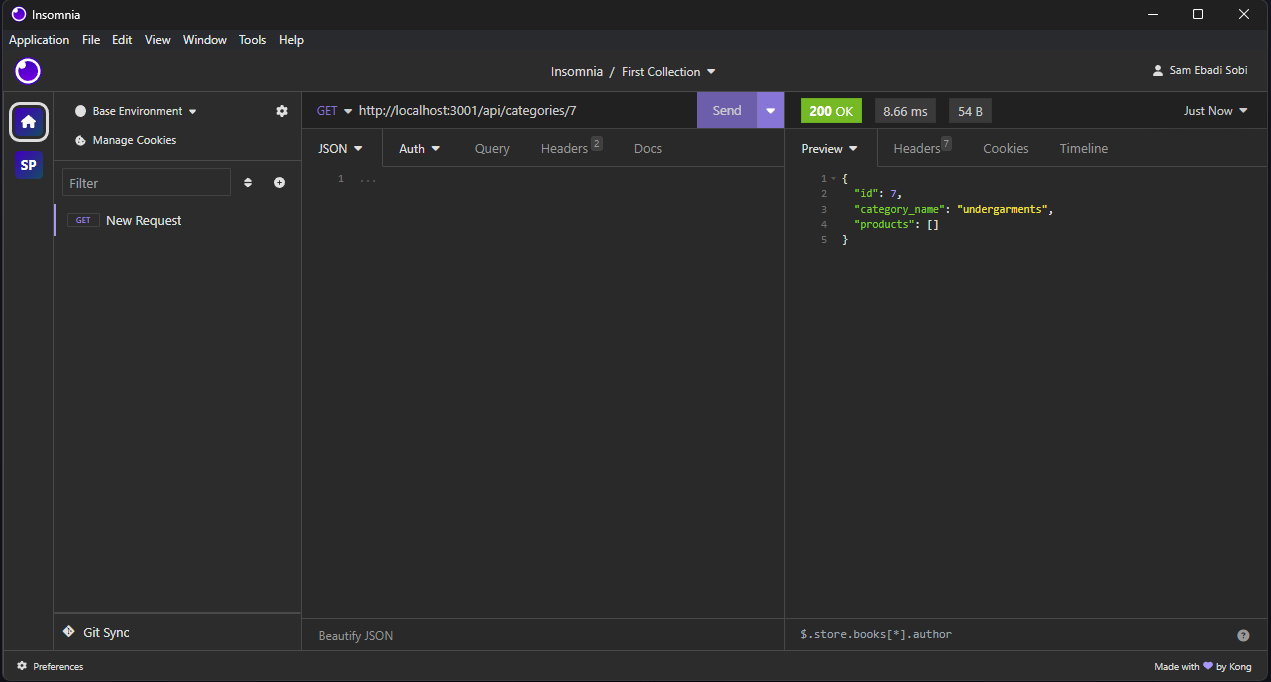 Insomnia
Application File Edit View Window Tools Help
Insomnia / First Collection
Sam Ebadi Sobi
SP
Base Environment
Manage Cookies
Filter
GET New Request
Git Sync
GET http://localhost:3001/api/categories/7 Send
JSON Auth Query Headers 2 Docs
1 ...
Beautify JSON
200 OK 8.66 ms 54 B Just Now
Preview Headers 7 Cookies Timeline
1 {
2 "id": 7,
3 "category_name": "undergarments",
4 "products": []
5 }
$.store.books[*].author ?
Preferences
Made with by Kong